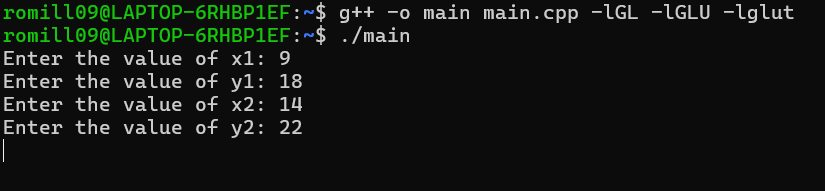 romill09@LAPTOP-6RHBP1EF:~$ g++ -o main main.cpp -lGL -lGLU -lglut
romill09@LAPTOP-6RHBP1EF:~$ ./main
Enter the value of x1: 9
Enter the value of y1: 18
Enter the value of x2: 14
Enter the value of y2: 22